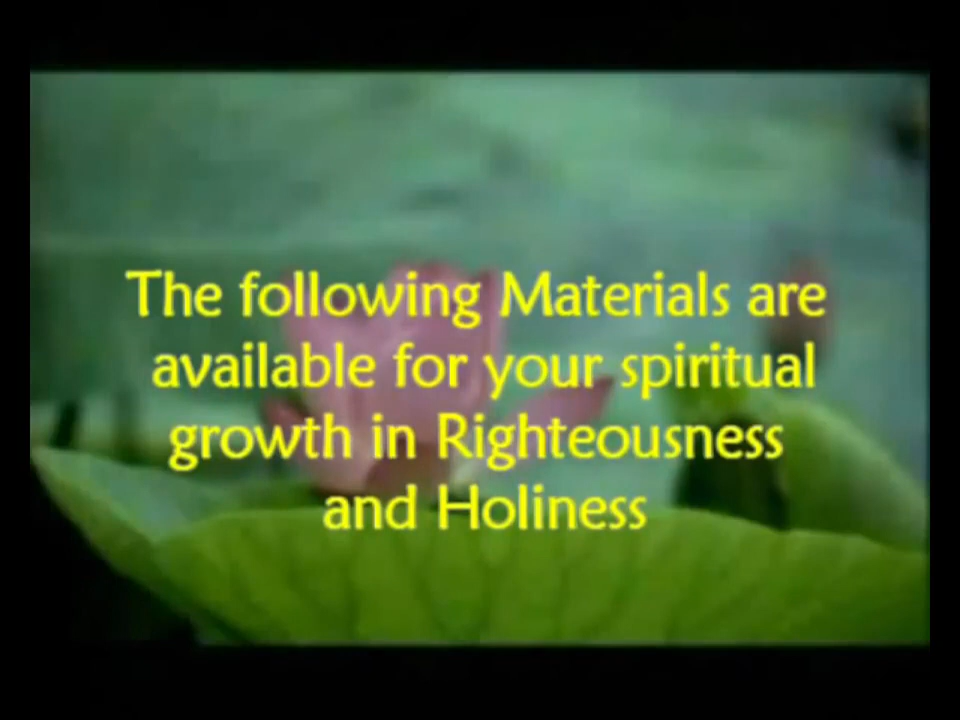 The following Materials are
available for your spiritual
growth in Righteousness
and Holiness